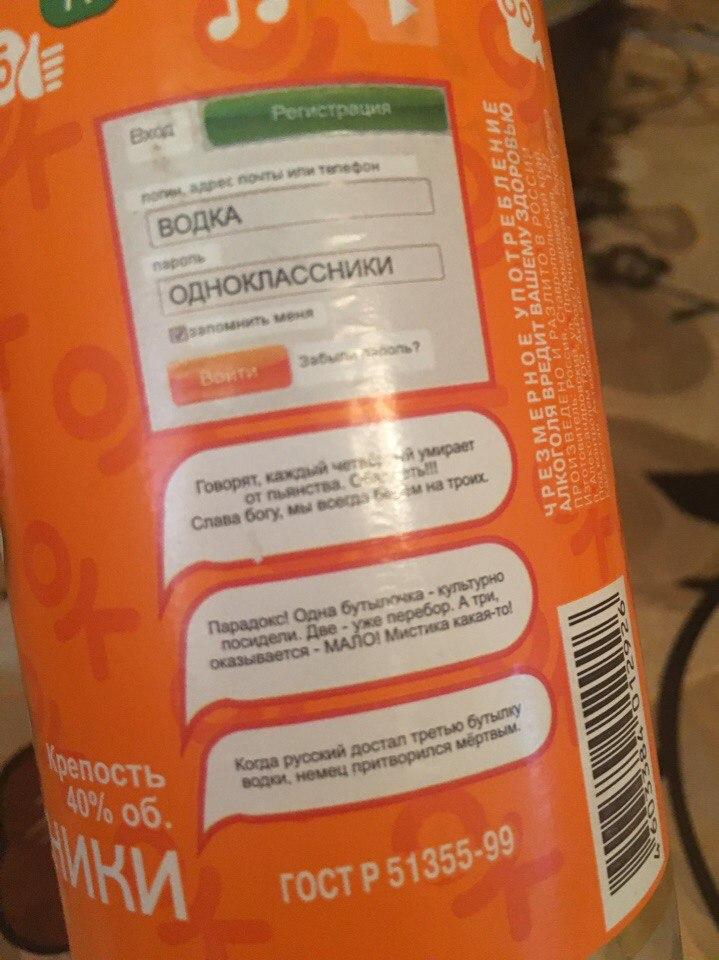 Вход
Регистрация
логин, адрес почты или телефон
ВОДКА
пароль
ОДНОКЛАССНИКИ
запомнить меня
Войти
Забыли пароль?
Говорят, каждый четвёртый умирает
от пьянства.
Слава богу, мы всегда на троих.
Парадокс! Одна бутылочка - культурно
посидели. Две - уже перебор. А три,
оказывается - МАЛО! Мистика какая-то!
Когда русский достал третью бутылку
водки, немец притворился мёртвым.
Крепость
40% об.
НИКИ
ГОСТ Р 51355-99
ЧРЕЗМЕРНОЕ УПОТРЕБЛЕНИЕ
АЛКОГОЛЯ ВРЕДИТ ВАШЕМУ ЗДОРОВЬЮ
ПРОИЗВЕДЕНО И РАЗЛИТО В РОССИИ